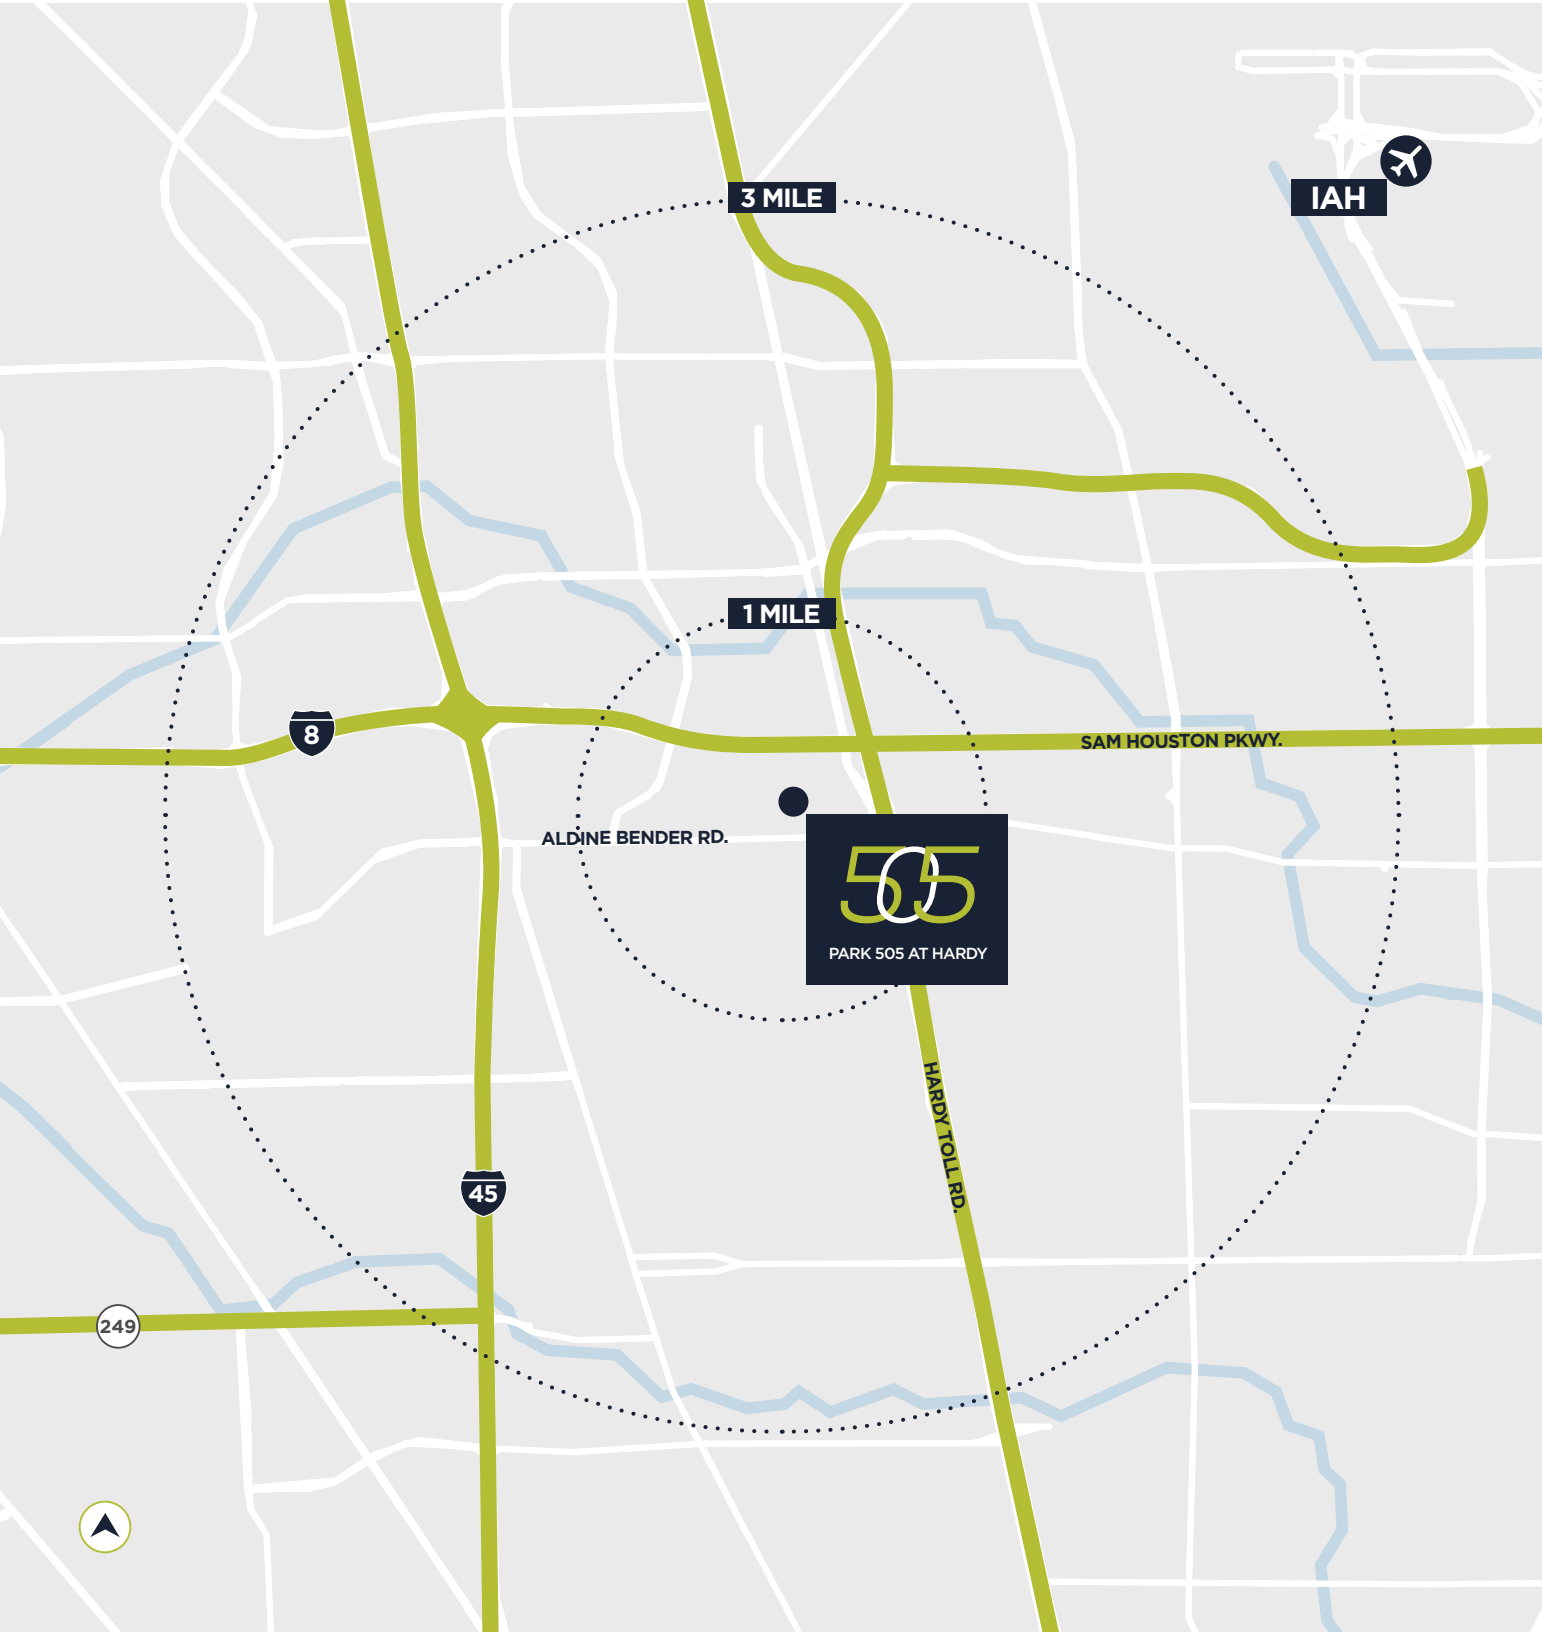 3 MILE
IAH
1 MILE
8
SAM HOUSTON PKWY.
ALDINE BENDER RD.
505
PARK 505 AT HARDY
HARDY TOLL RD.
45
249